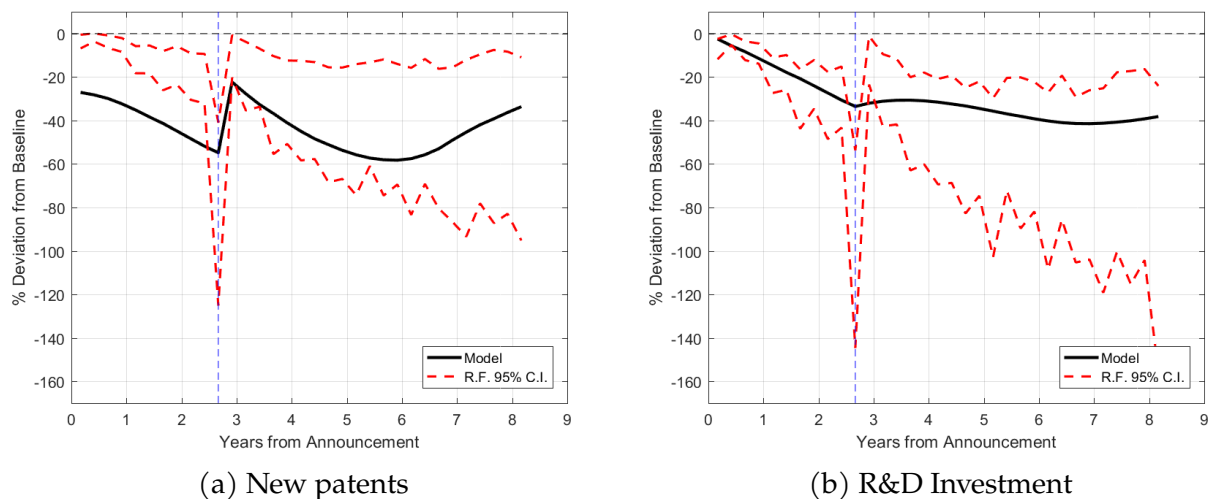 0
-20
-40
-60
-80
-100
-120
-140
-160
% Deviation from Baseline
0 1 2 3 4 5 6 7 8 9
Years from Announcement
Model
R.F. 95% C.I.
(a) New patents
0
-20
-40
-60
-80
-100
-120
-140
-160
% Deviation from Baseline
0 1 2 3 4 5 6 7 8 9
Years from Announcement
Model
R.F. 95% C.I.
(b) R&D Investment